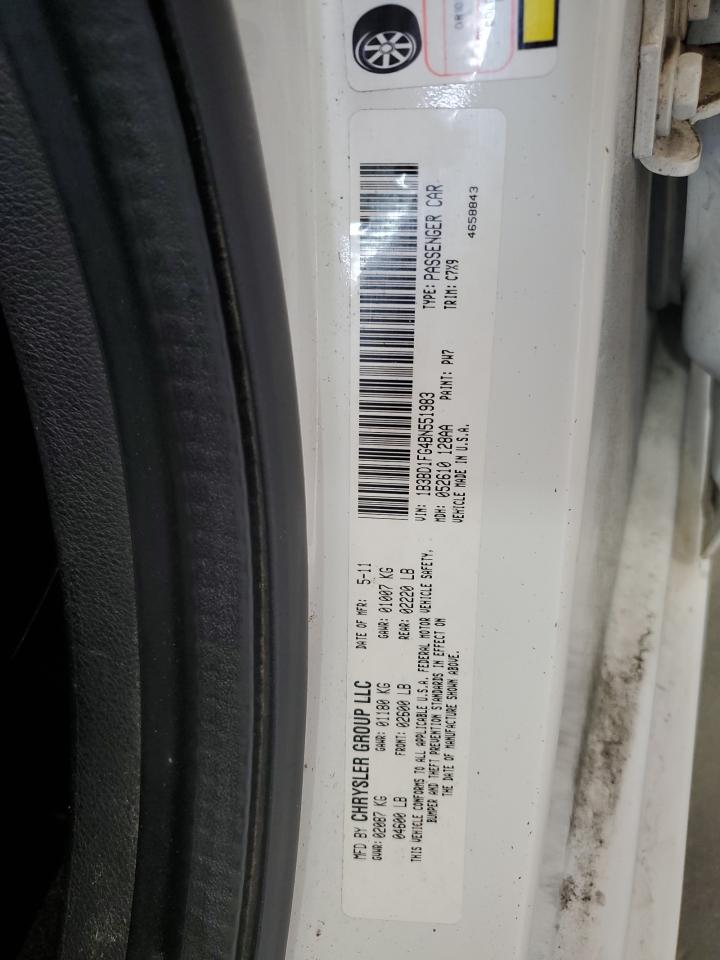 MFD BY CHRYSLER GROUP LLC DATE OF MFR: 5-11
GVWR: 02087 KG GAWR: 01180 KG GAWR: 01007 KG
04600 LB FRONT: 02600 LB REAR: 02220 LB
THIS VEHICLE CONFORMS TO ALL APPLICABLE U.S.A. FEDERAL MOTOR VEHICLE SAFETY,
BUMPER AND THEFT PREVENTION STANDARDS IN EFFECT ON
THE DATE OF MANUFACTURE SHOWN ABOVE.
VIN: 1B3BD1FG4BN551983 TYPE: PASSENGER CAR
MDH: 052610 128AA PAINT: PW7 TRIM: C7X9
VEHICLE MADE IN U.S.A.
4658843